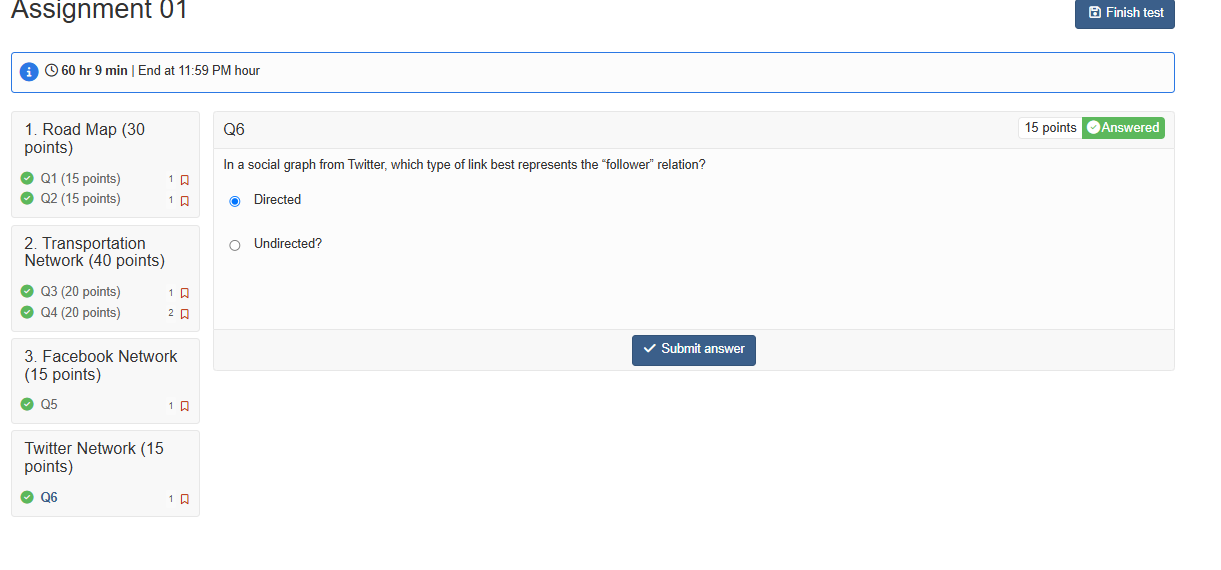 Assignment 01
Finish test
60 hr 9 min | End at 11:59 PM hour
1. Road Map (30
points)
Q1 (15 points) 1
Q2 (15 points) 1
2. Transportation
Network (40 points)
Q3 (20 points) 1
Q4 (20 points) 2
3. Facebook Network
(15 points)
Q5 1
Twitter Network (15
points)
Q6 1
Q6
15 points Answered
In a social graph from Twitter, which type of link best represents the “follower” relation?
Directed
Undirected?
Submit answer